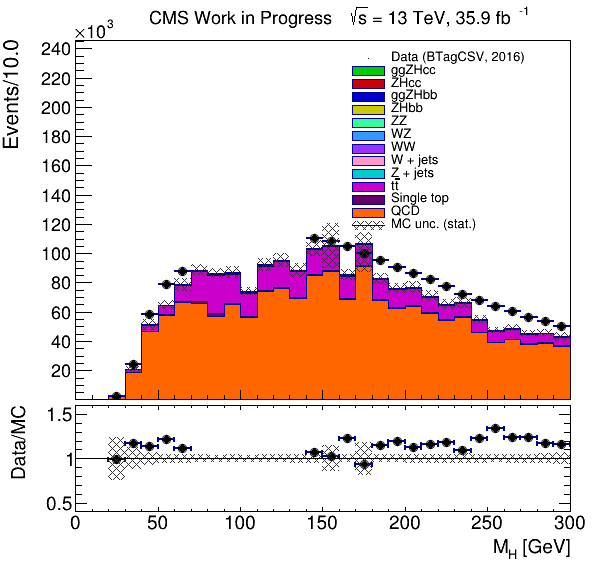 CMS Work in Progress √s = 13 TeV, 35.9 fb⁻¹
×10³
Events/10.0
240
220
200
180
160
140
120
100
80
60
40
20
Data (BTagCSV, 2016)
ggZHcc
ZHcc
ggZHbb
ZHbb
ZZ
WZ
WW
W + jets
Z + jets
tt̅
Single top
QCD
MC unc. (stat.)
Data/MC
1.5
1
0.5
0 50 100 150 200 250 300
M_H [GeV]